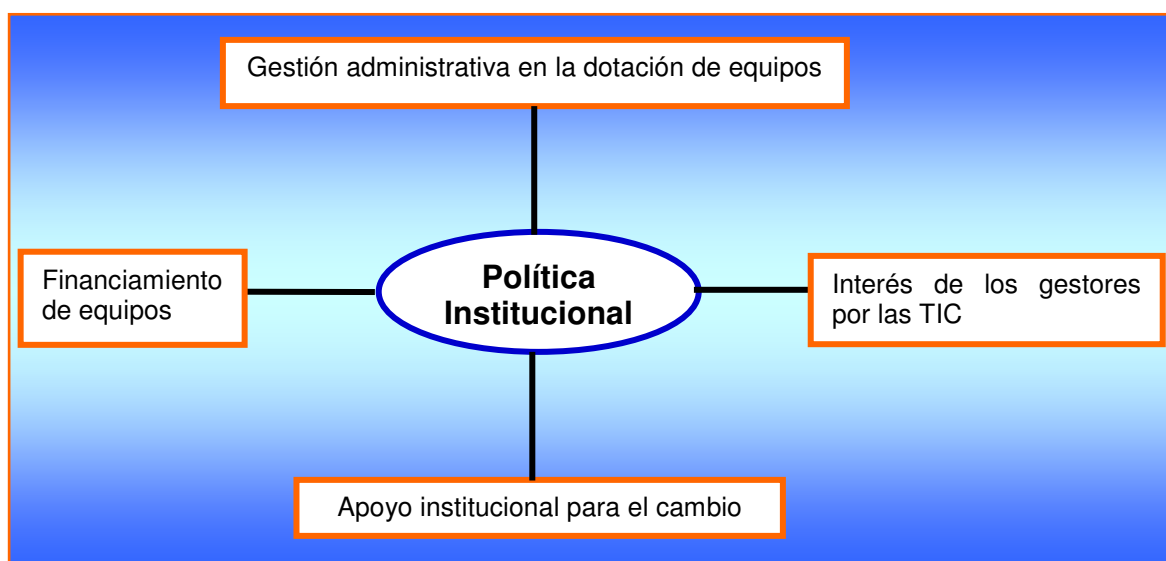 Gestión administrativa en la dotación de equipos
Financiamiento
de equipos
Política
Institucional
Interés de los gestores
por las TIC
Apoyo institucional para el cambio